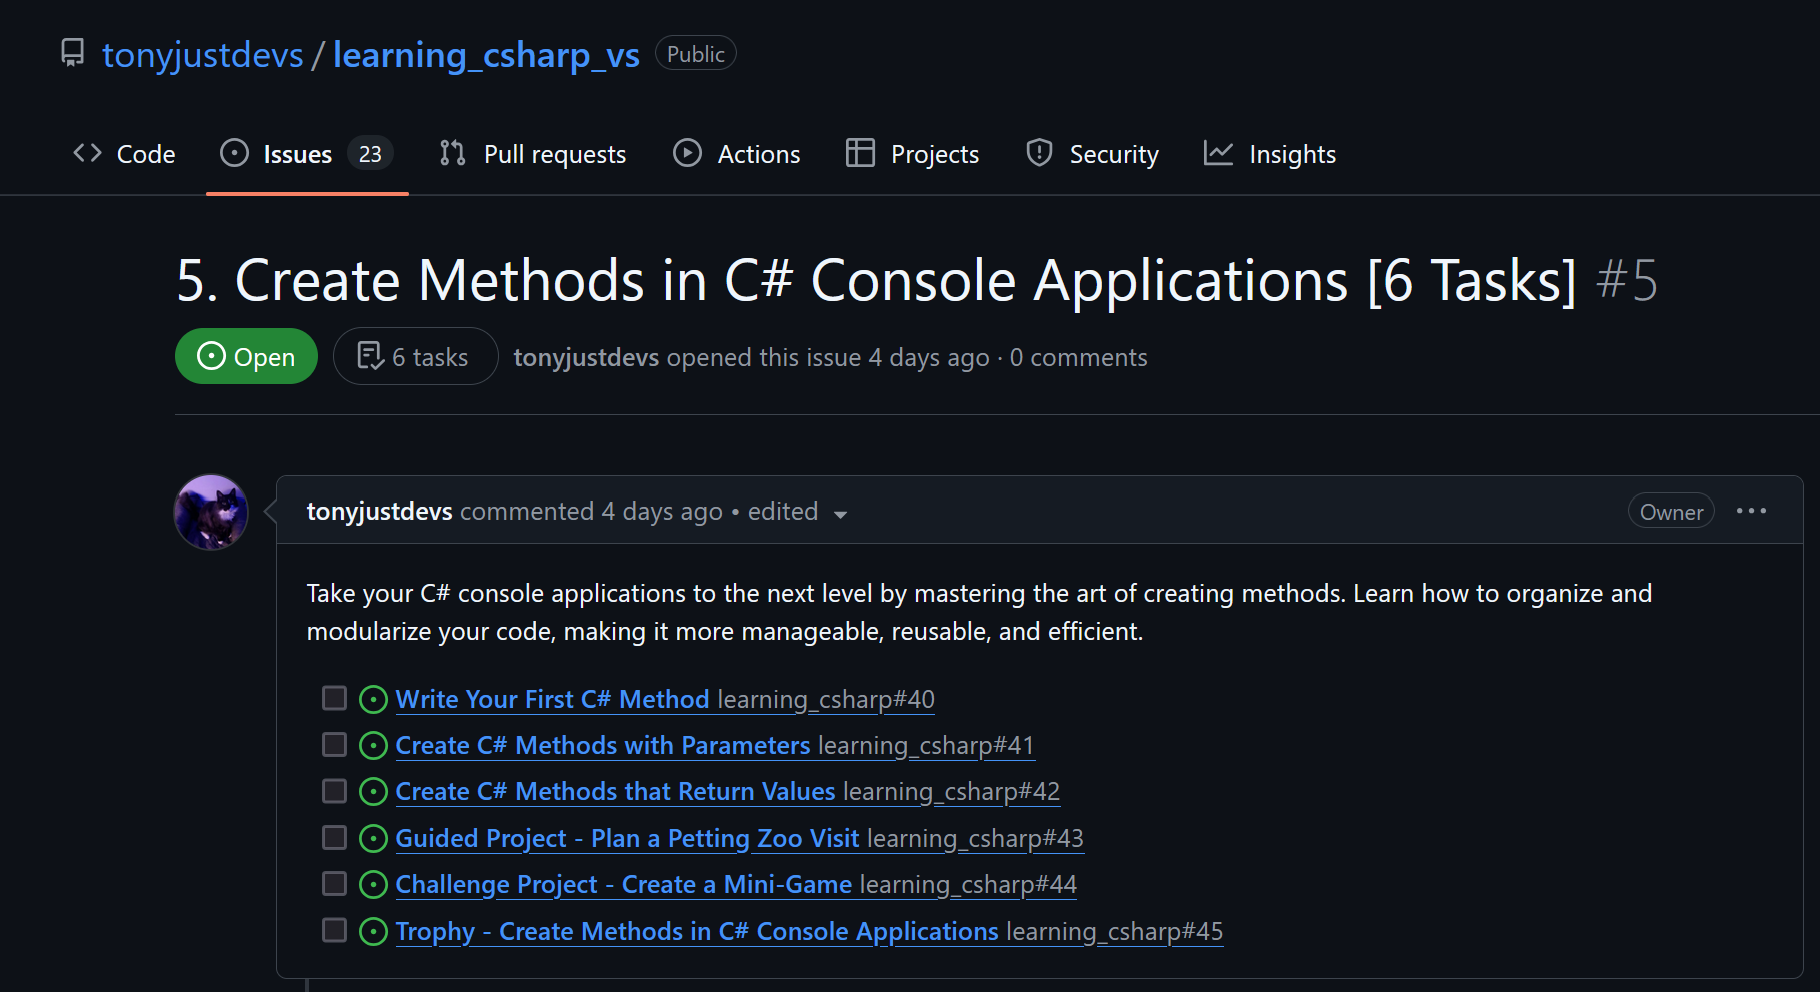 tonyjustdevs / learning_csharp_vs Public
Code Issues 23 Pull requests Actions Projects Security Insights
5. Create Methods in C# Console Applications [6 Tasks] #5
Open 6 tasks tonyjustdevs opened this issue 4 days ago · 0 comments
tonyjustdevs commented 4 days ago • edited Owner
Take your C# console applications to the next level by mastering the art of creating methods. Learn how to organize and
modularize your code, making it more manageable, reusable, and efficient.
Write Your First C# Method learning_csharp#40
Create C# Methods with Parameters learning_csharp#41
Create C# Methods that Return Values learning_csharp#42
Guided Project - Plan a Petting Zoo Visit learning_csharp#43
Challenge Project - Create a Mini-Game learning_csharp#44
Trophy - Create Methods in C# Console Applications learning_csharp#45